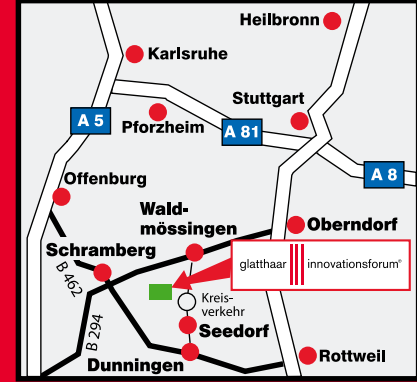 Heilbronn
Karlsruhe
Stuttgart
A 5
Pforzheim
A 81
A 8
Offenburg
Wald-
mössingen
Oberndorf
Schramberg
glatthaar innovationsforum®
B 462
Kreis-
verkehr
B 294
Seedorf
Dunningen
Rottweil